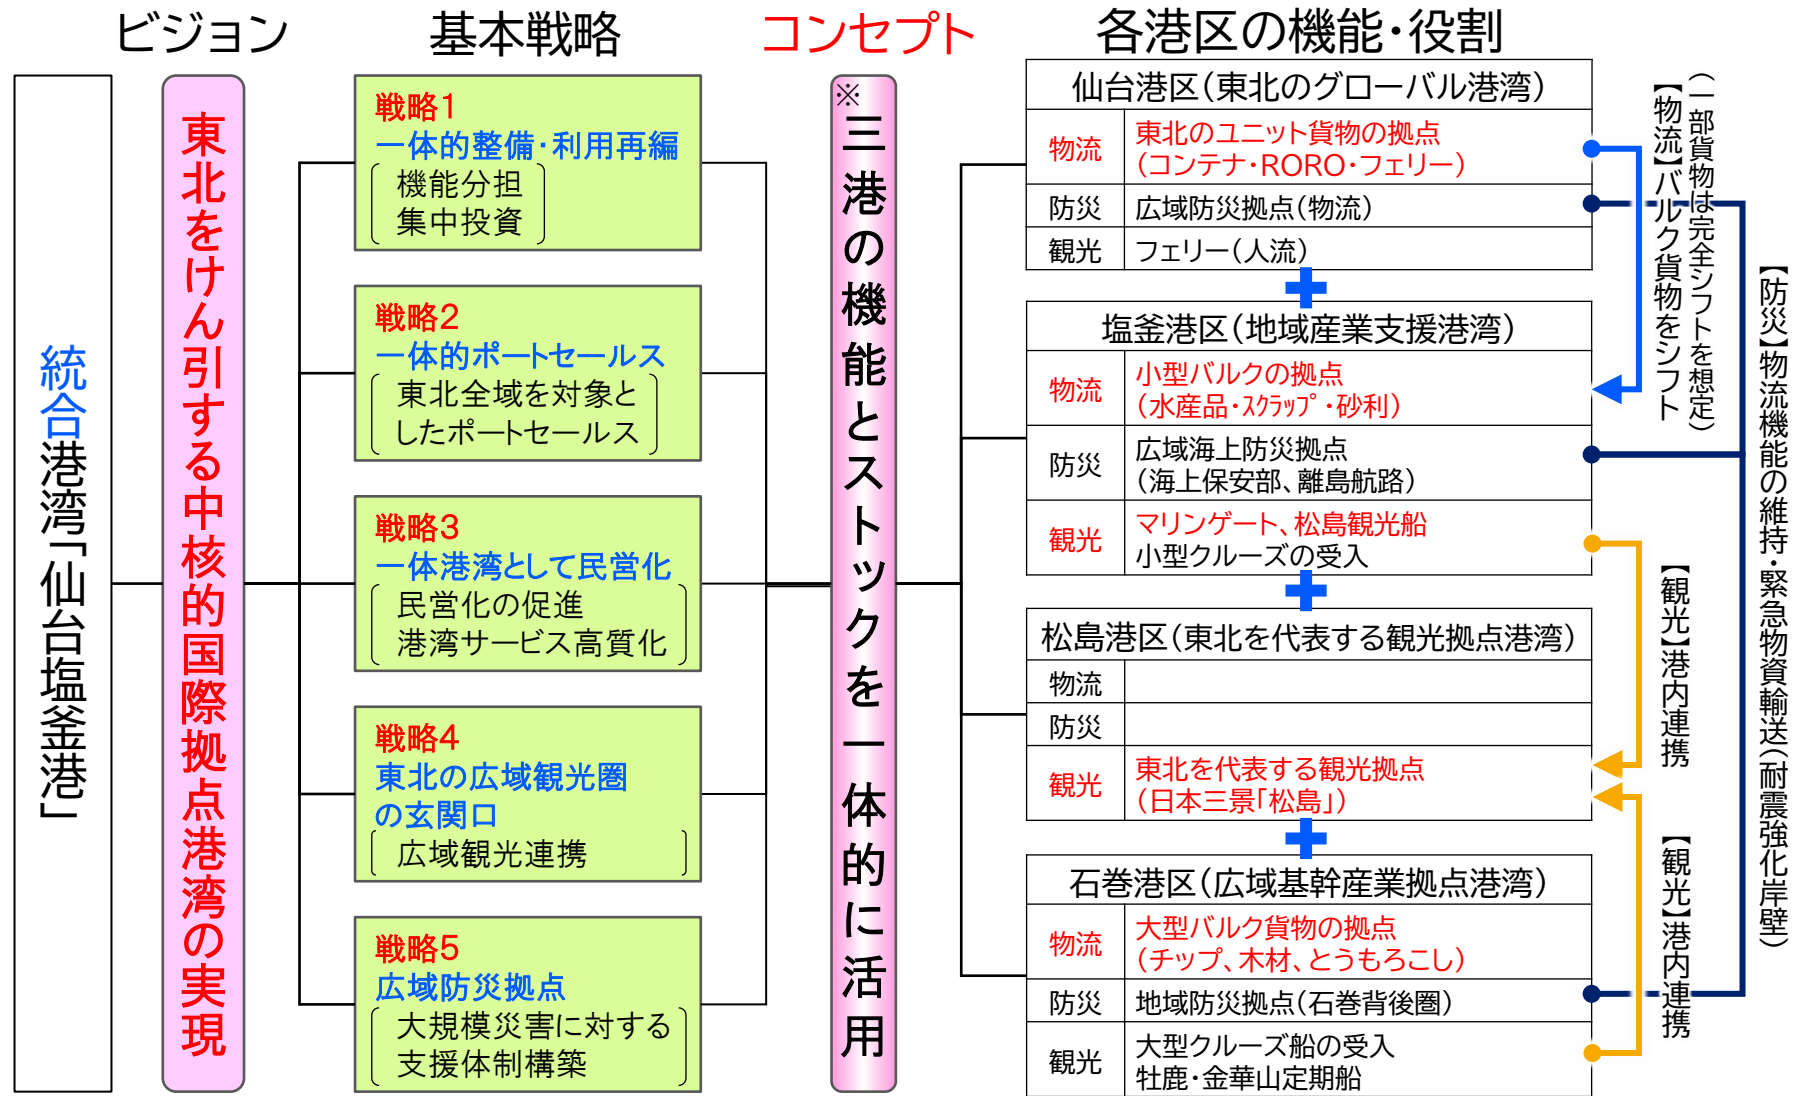 ビジョン
基本戦略
コンセプト
各港区の機能・役割
統合港湾「仙台塩釜港」
東北をけん引する中核的国際拠点港湾の実現
戦略1
一体的整備・利用再編
機能分担
集中投資
戦略2
一体的ポートセールス
東北全域を対象と
したポートセールス
戦略3
一体港湾として民営化
民営化の促進
港湾サービス高質化
戦略4
東北の広域観光圏
の玄関口
広域観光連携
戦略5
広域防災拠点
大規模災害に対する
支援体制構築
※
三港の機能とストックを一体的に活用
仙台港区(東北のグローバル港湾)
物流
東北のユニット貨物の拠点
(コンテナ・RORO・フェリー)
防災
広域防災拠点(物流)
観光
フェリー(人流)
塩釜港区(地域産業支援港湾)
物流
小型バルクの拠点
(水産品・ｽｸﾗｯﾌﾟ・砂利)
防災
広域海上防災拠点
(海上保安部、離島航路)
観光
マリンゲート、松島観光船
小型クルーズの受入
松島港区(東北を代表する観光拠点港湾)
物流
防災
観光
東北を代表する観光拠点
(日本三景「松島」)
石巻港区(広域基幹産業拠点港湾)
物流
大型バルク貨物の拠点
(チップ、木材、とうもろこし)
防災
地域防災拠点(石巻背後圏)
観光
大型クルーズ船の受入
牡鹿・金華山定期船
【物流】バルク貨物をシフト
(一部貨物は完全シフトを想定)
【防災】物流機能の維持・緊急物資輸送(耐震強化岸壁)
【観光】港内連携
【観光】港内連携